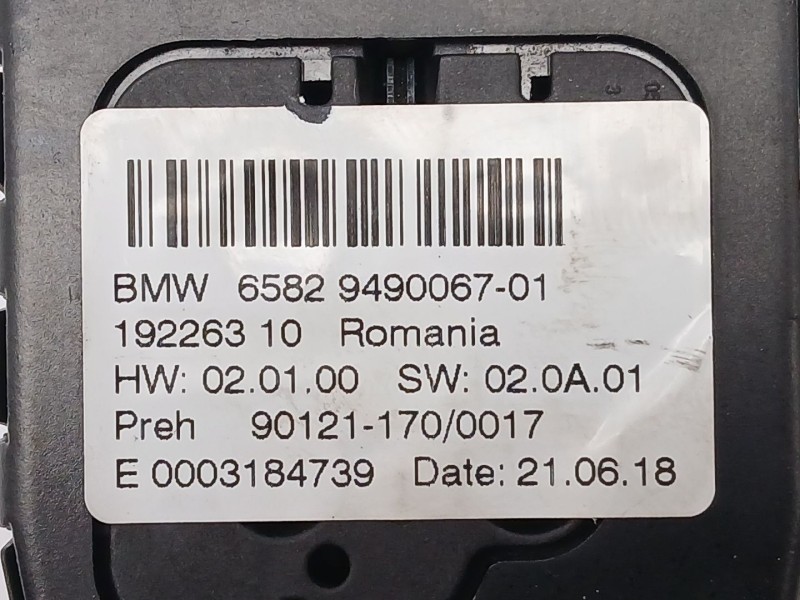 BMW 6582 9490067-01
192263 10 Romania
HW: 02.01.00 SW: 02.0A.01
Preh 90121-170/0017
E 0003184739 Date: 21.06.18